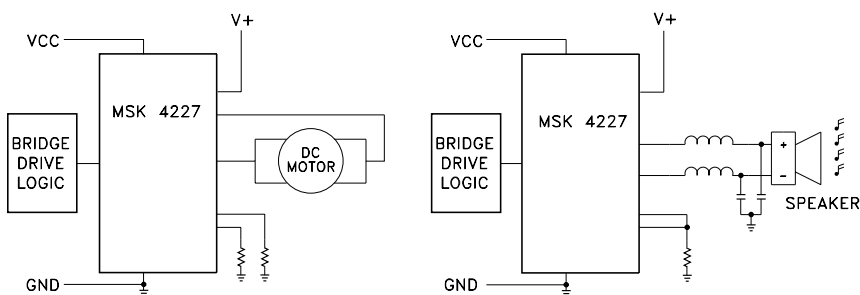 V+
VCC
MSK 4227
BRIDGE
DRIVE
LOGIC
DC
MOTOR
GND
V+
VCC
MSK 4227
BRIDGE
DRIVE
LOGIC
+
−
SPEAKER
GND